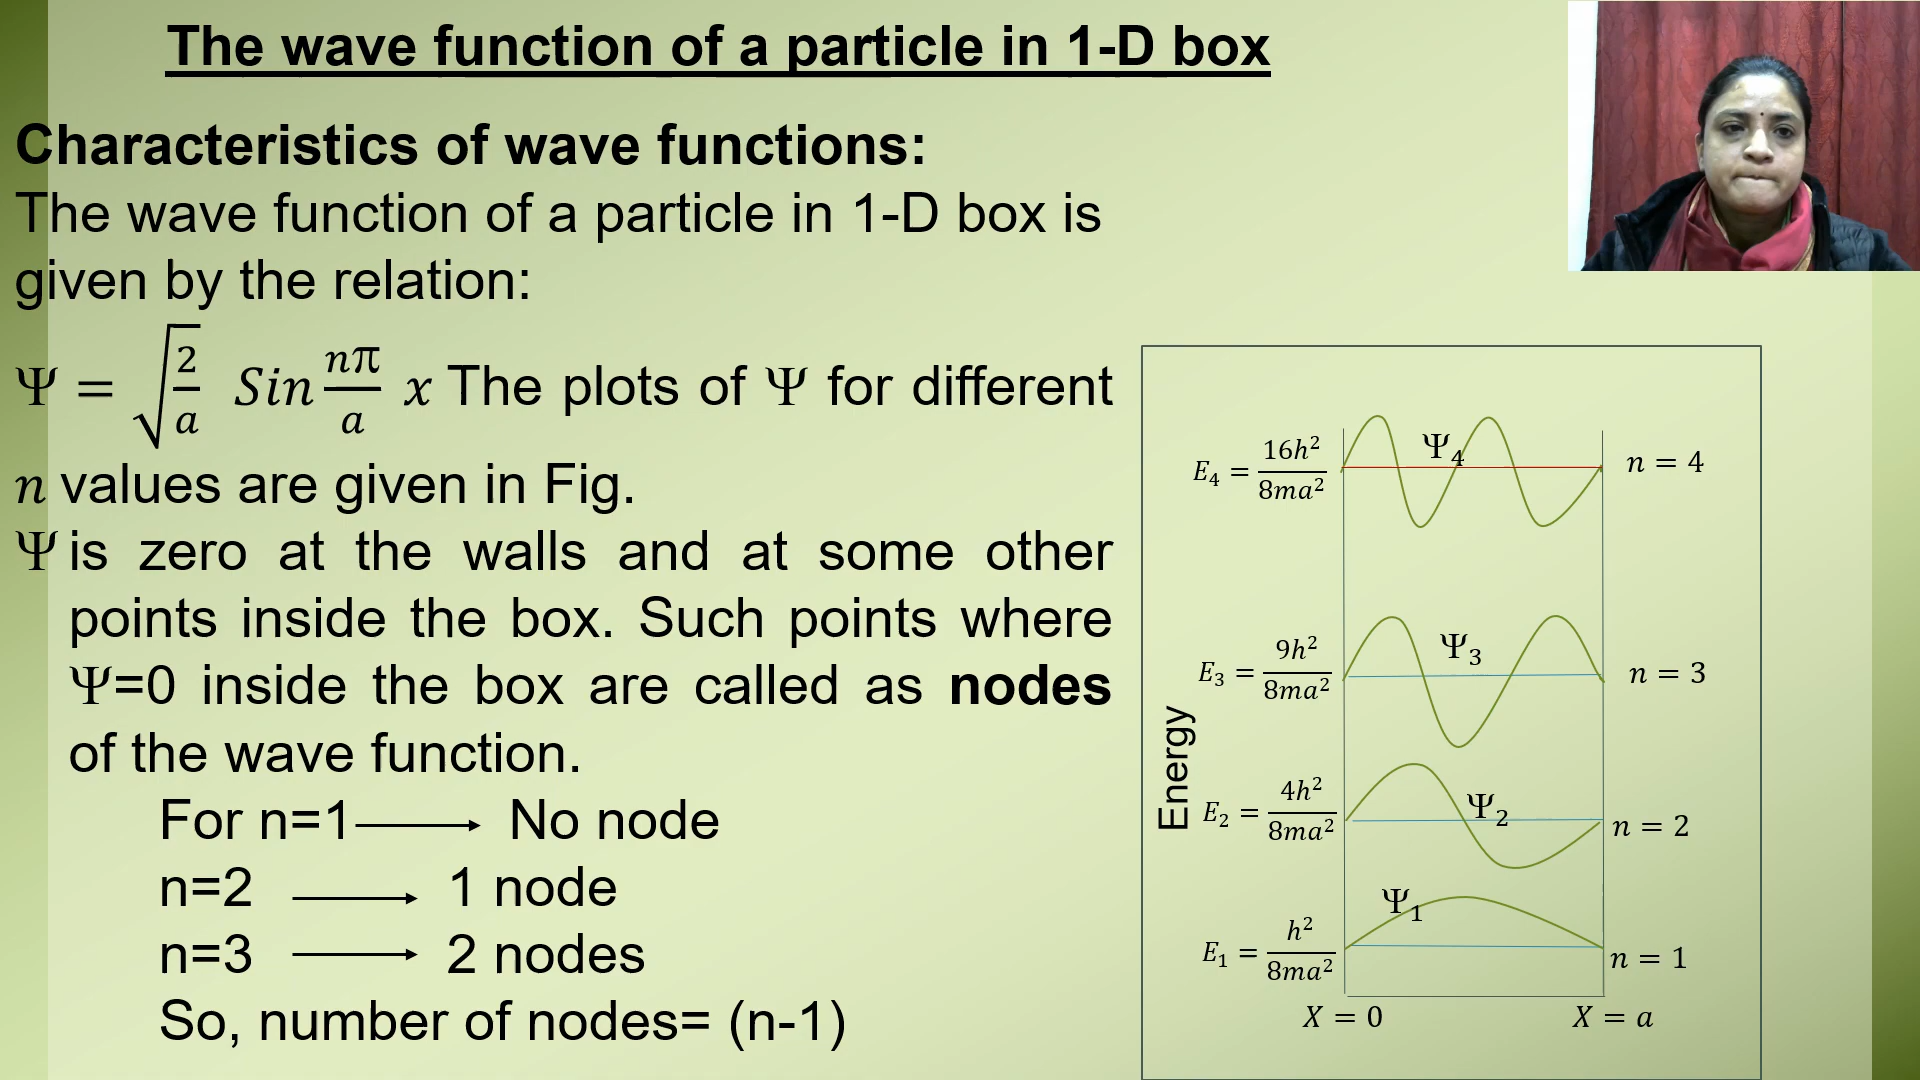 The wave function of a particle in 1-D box
Characteristics of wave functions:
The wave function of a particle in 1-D box is
given by the relation:
Ψ = √(2/a) Sin nπ/a x The plots of Ψ for different
n values are given in Fig.
Ψ is zero at the walls and at some other
points inside the box. Such points where
Ψ=0 inside the box are called as nodes
of the wave function.
For n=1 → No node
n=2 → 1 node
n=3 → 2 nodes
So, number of nodes= (n-1)
Energy
E₄ = 16h²/8ma² Ψ₄ n = 4
E₃ = 9h²/8ma² Ψ₃ n = 3
E₂ = 4h²/8ma² Ψ₂ n = 2
E₁ = h²/8ma² Ψ₁ n = 1
X = 0 X = a